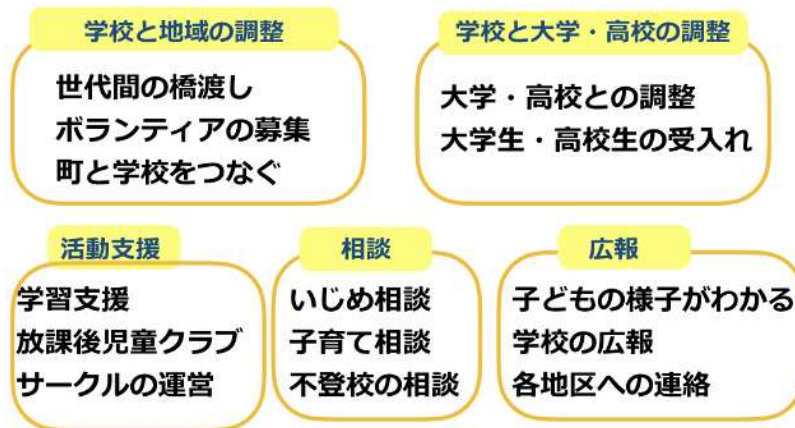 学校と地域の調整
世代間の橋渡し
ボランティアの募集
町と学校をつなぐ
学校と大学・高校の調整
大学・高校との調整
大学生・高校生の受入れ
活動支援
学習支援
放課後児童クラブ
サークルの運営
相談
いじめ相談
子育て相談
不登校の相談
広報
子どもの様子がわかる
学校の広報
各地区への連絡